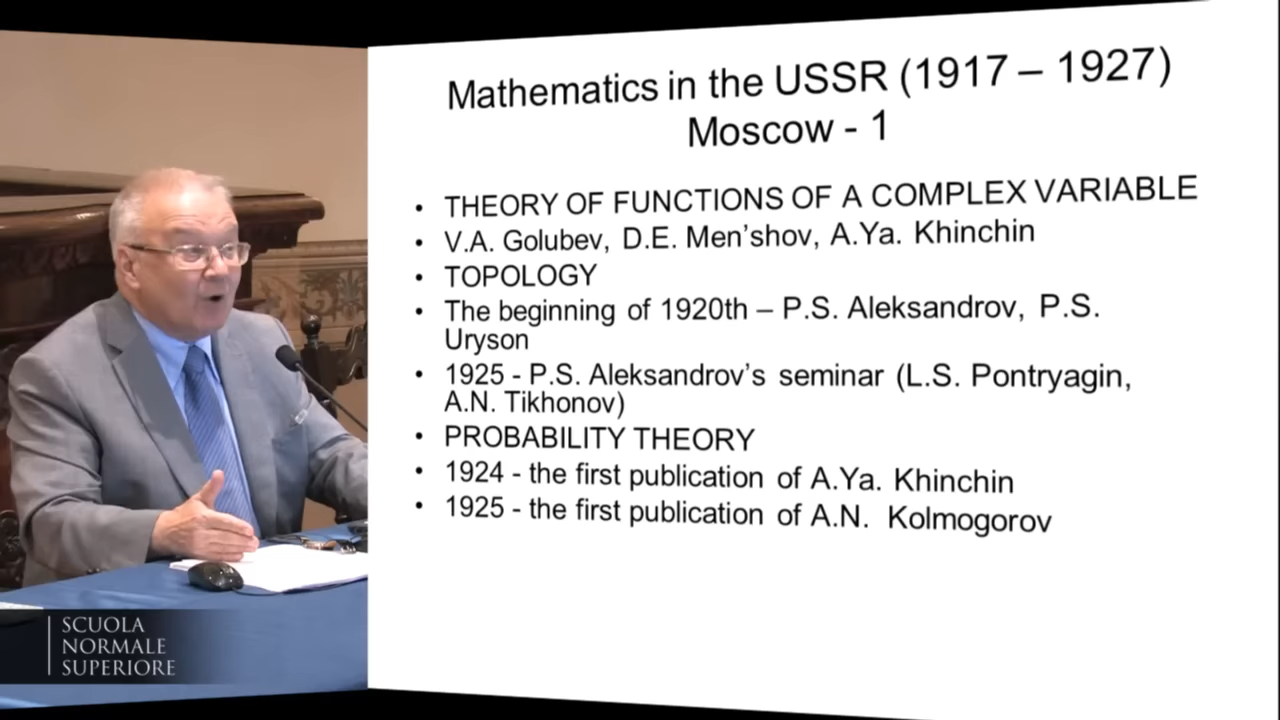 Mathematics in the USSR (1917 – 1927)
Moscow - 1
• THEORY OF FUNCTIONS OF A COMPLEX VARIABLE
• V.A. Golubev, D.E. Men’shov, A.Ya. Khinchin
• TOPOLOGY
• The beginning of 1920th – P.S. Aleksandrov, P.S.
Uryson
• 1925 - P.S. Aleksandrov’s seminar (L.S. Pontryagin,
A.N. Tikhonov)
• PROBABILITY THEORY
• 1924 - the first publication of A.Ya. Khinchin
• 1925 - the first publication of A.N. Kolmogorov
SCUOLA
NORMALE
SUPERIORE